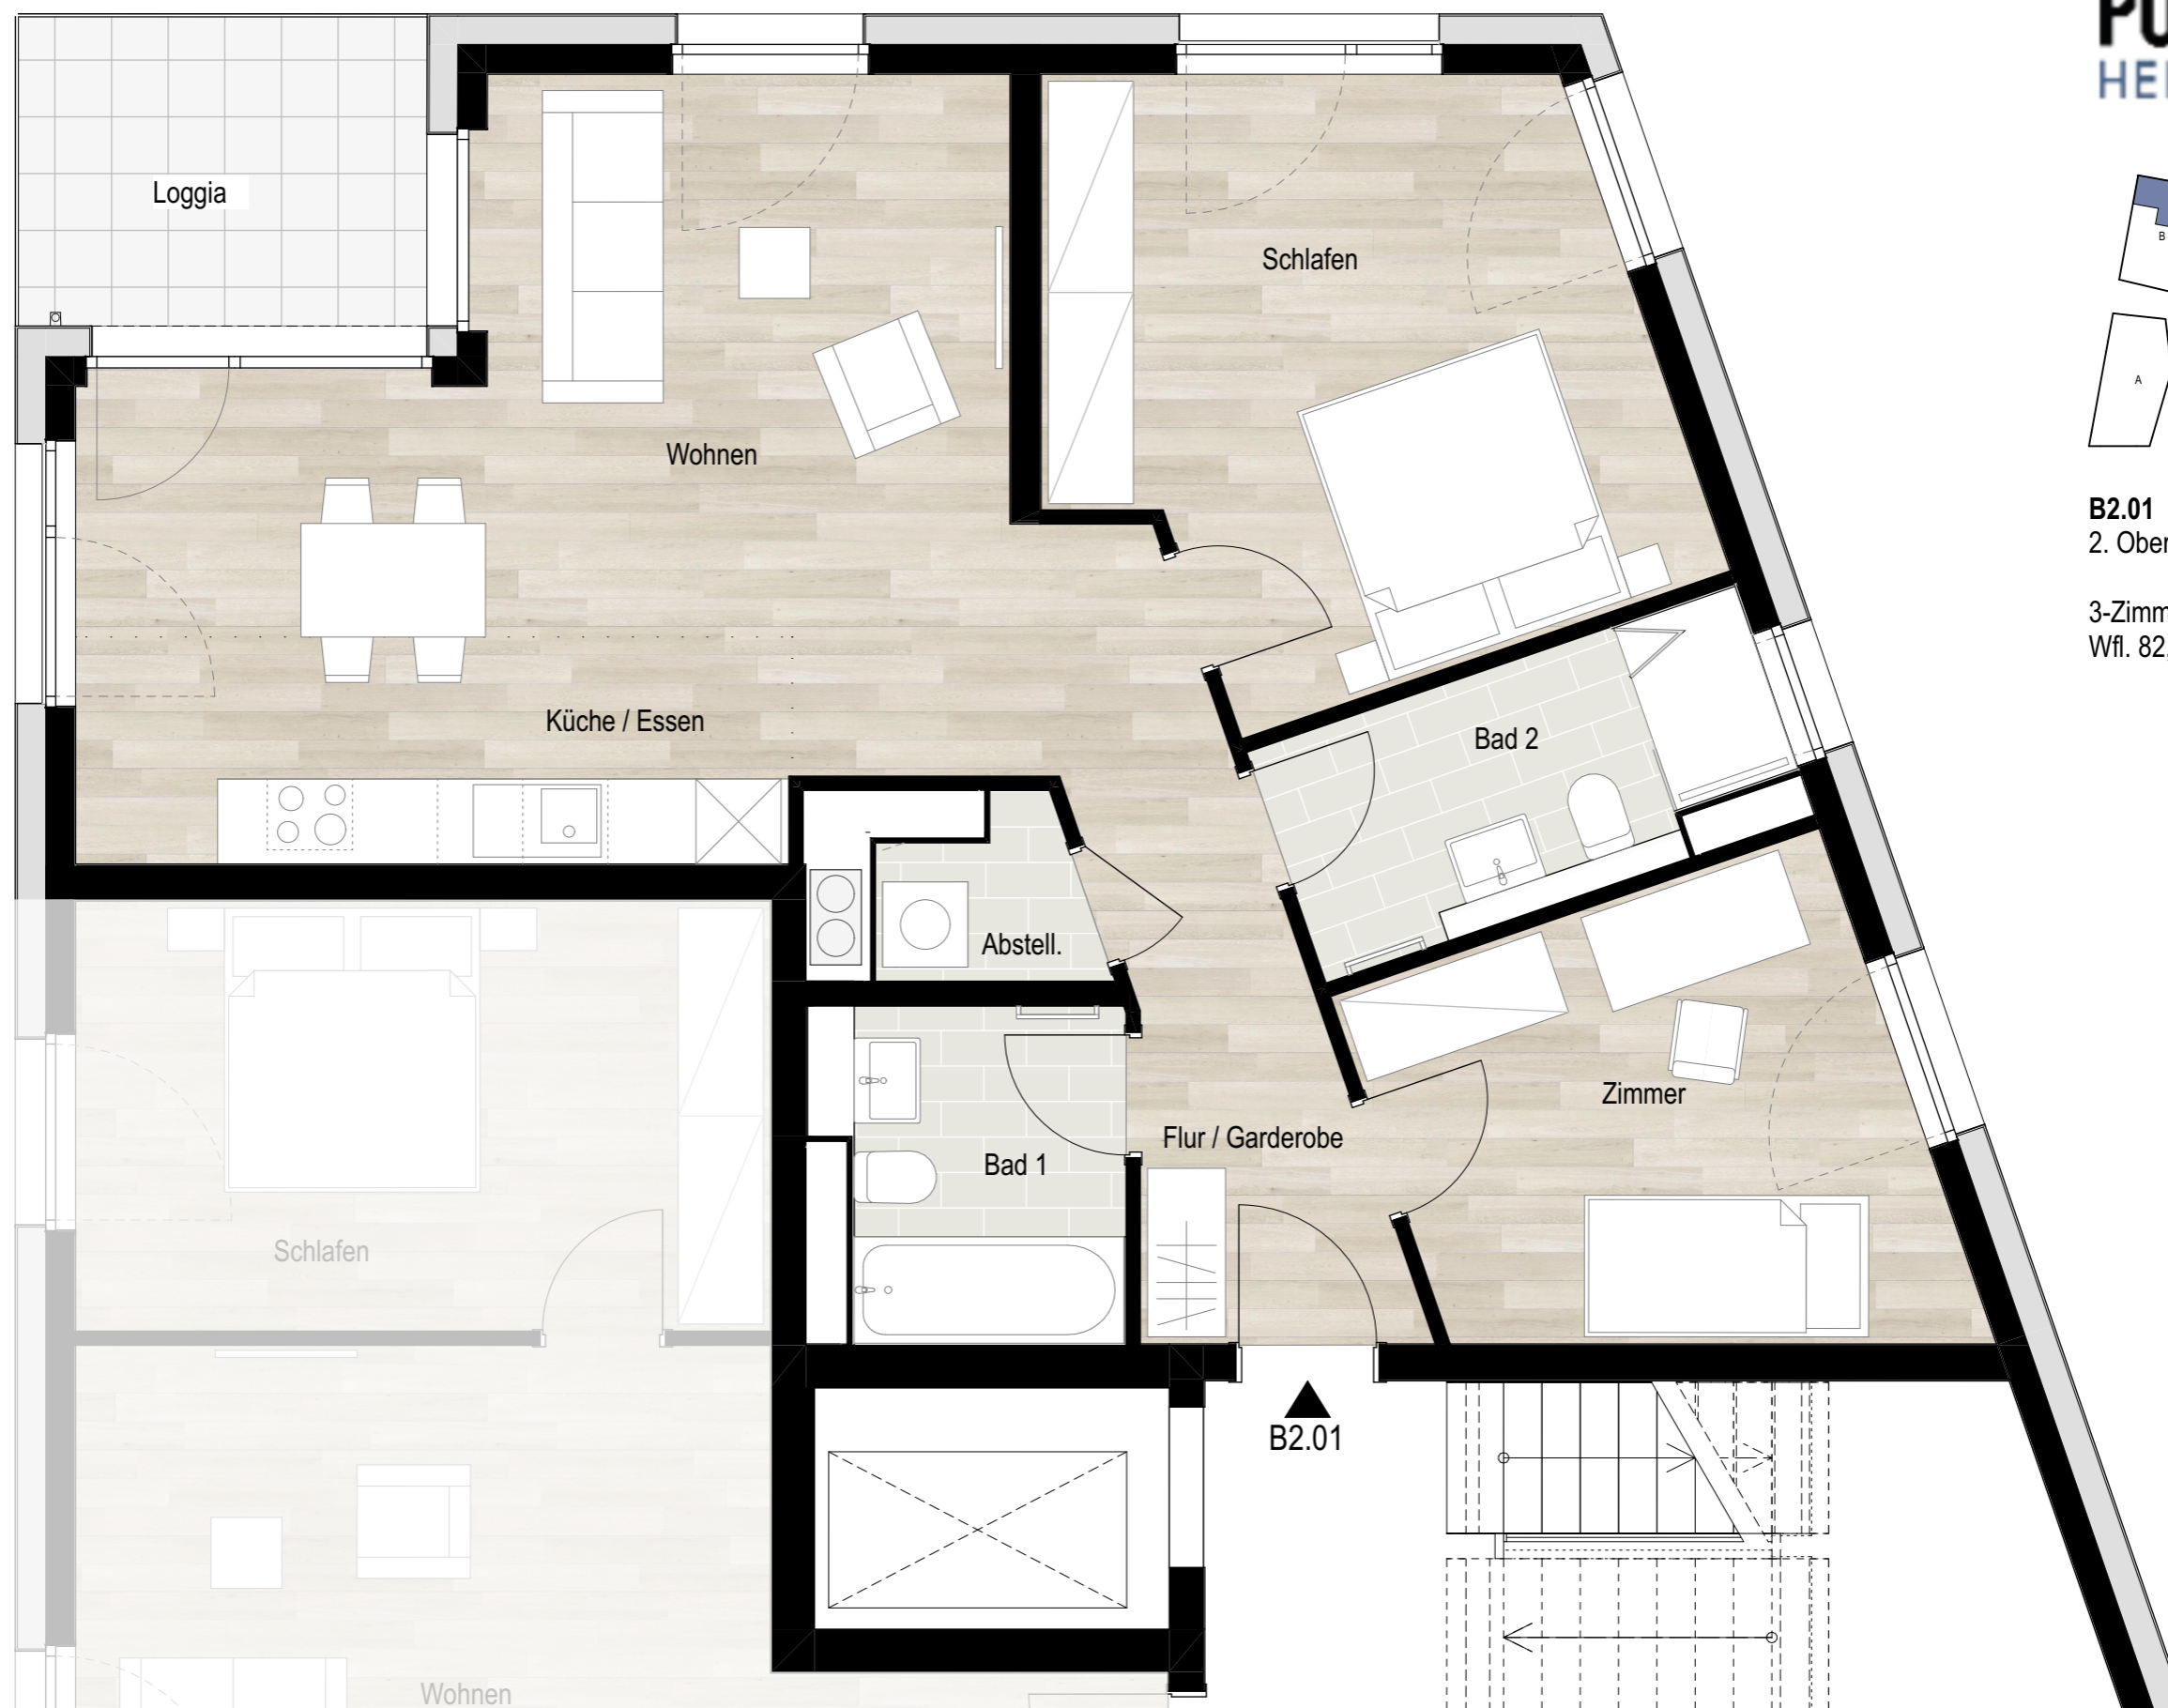 HE
Loggia
Schlafen
B
A
Wohnen
B2.01
2. Ober
3-Zimm
Wfl. 82,
Küche / Essen
Bad 2
Abstell.
Zimmer
Flur / Garderobe
Bad 1
Schlafen
B2.01
Wohnen